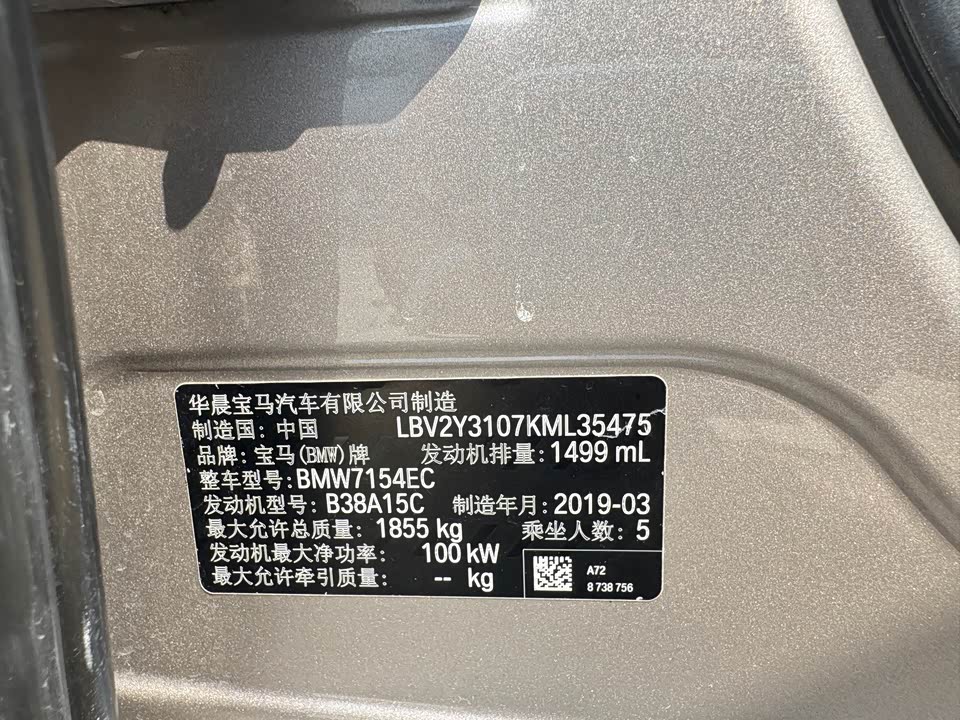 华晨宝马汽车有限公司制造
制造国: 中国 LBV2Y3107KML35475
品牌: 宝马(BMW)牌 发动机排量: 1499 mL
整车型号: BMW7154EC
发动机型号: B38A15C 制造年月: 2019-03
最大允许总质量: 1855 kg 乘坐人数: 5
发动机最大净功率: 100 kW
最大允许牵引质量: -- kg
A72
8 738 756